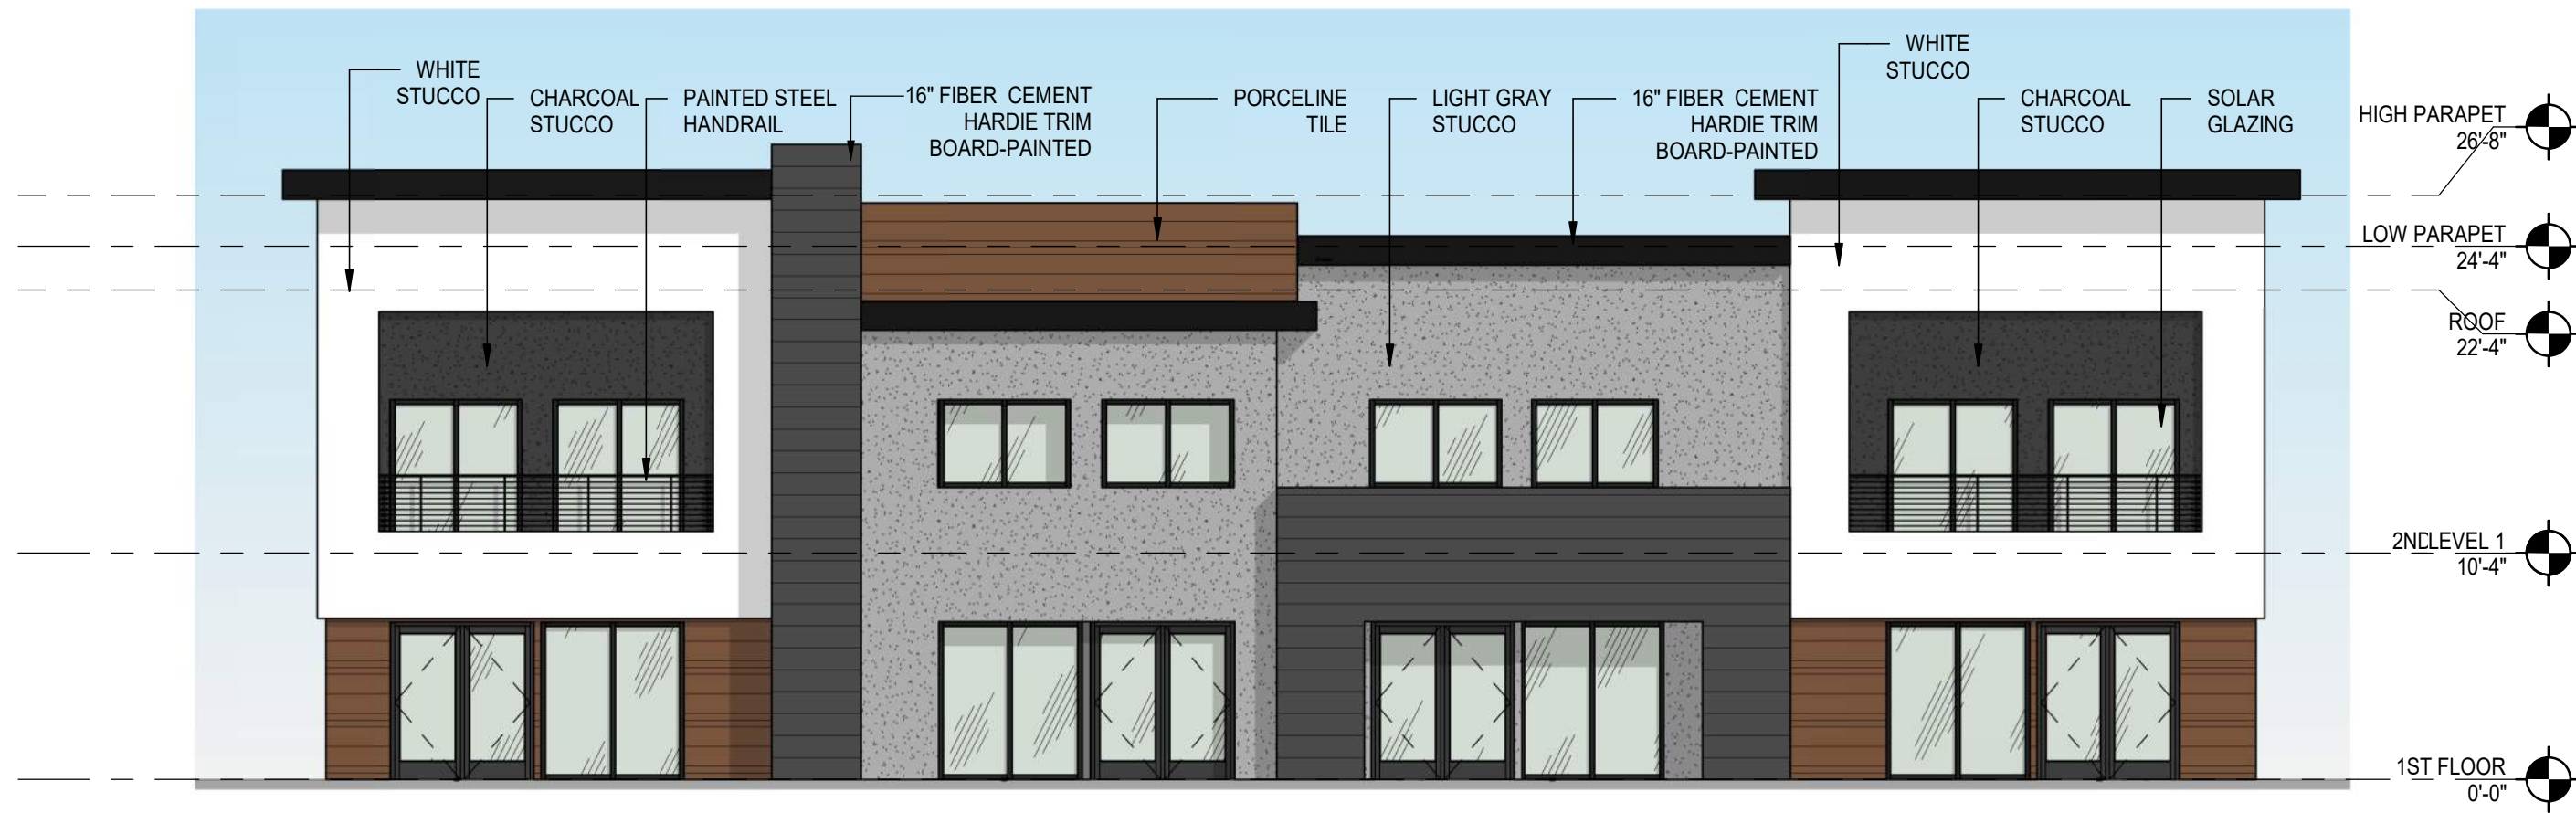 WHITE
STUCCO
CHARCOAL
STUCCO
PAINTED STEEL
HANDRAIL
16" FIBER CEMENT
HARDIE TRIM
BOARD-PAINTED
PORCELINE
TILE
LIGHT GRAY
STUCCO
16" FIBER CEMENT
HARDIE TRIM
BOARD-PAINTED
WHITE
STUCCO
CHARCOAL
STUCCO
SOLAR
GLAZING
HIGH PARAPET
26'-8"
LOW PARAPET
24'-4"
ROOF
22'-4"
2NDLEVEL 1
10'-4"
1ST FLOOR
0'-0"